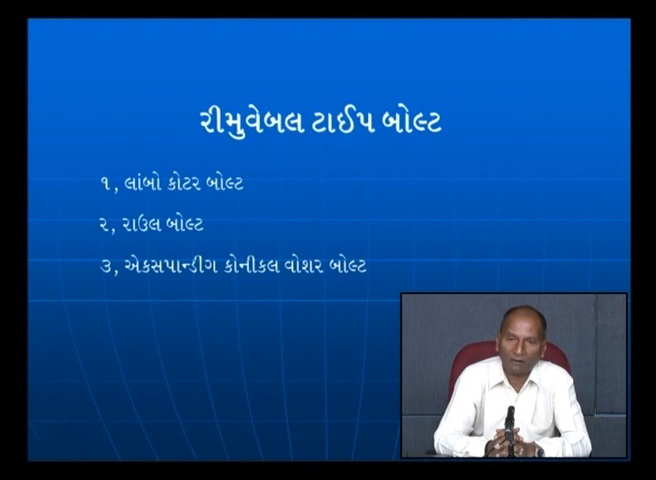 રીમુવેબલ ટાઈપ બોલ્ટ
૧, લાંબો કોટર બોલ્ટ
૨, રાઉલ બોલ્ટ
૩, એકસપાન્ડીગ કોનીકલ વોશર બોલ્ટ